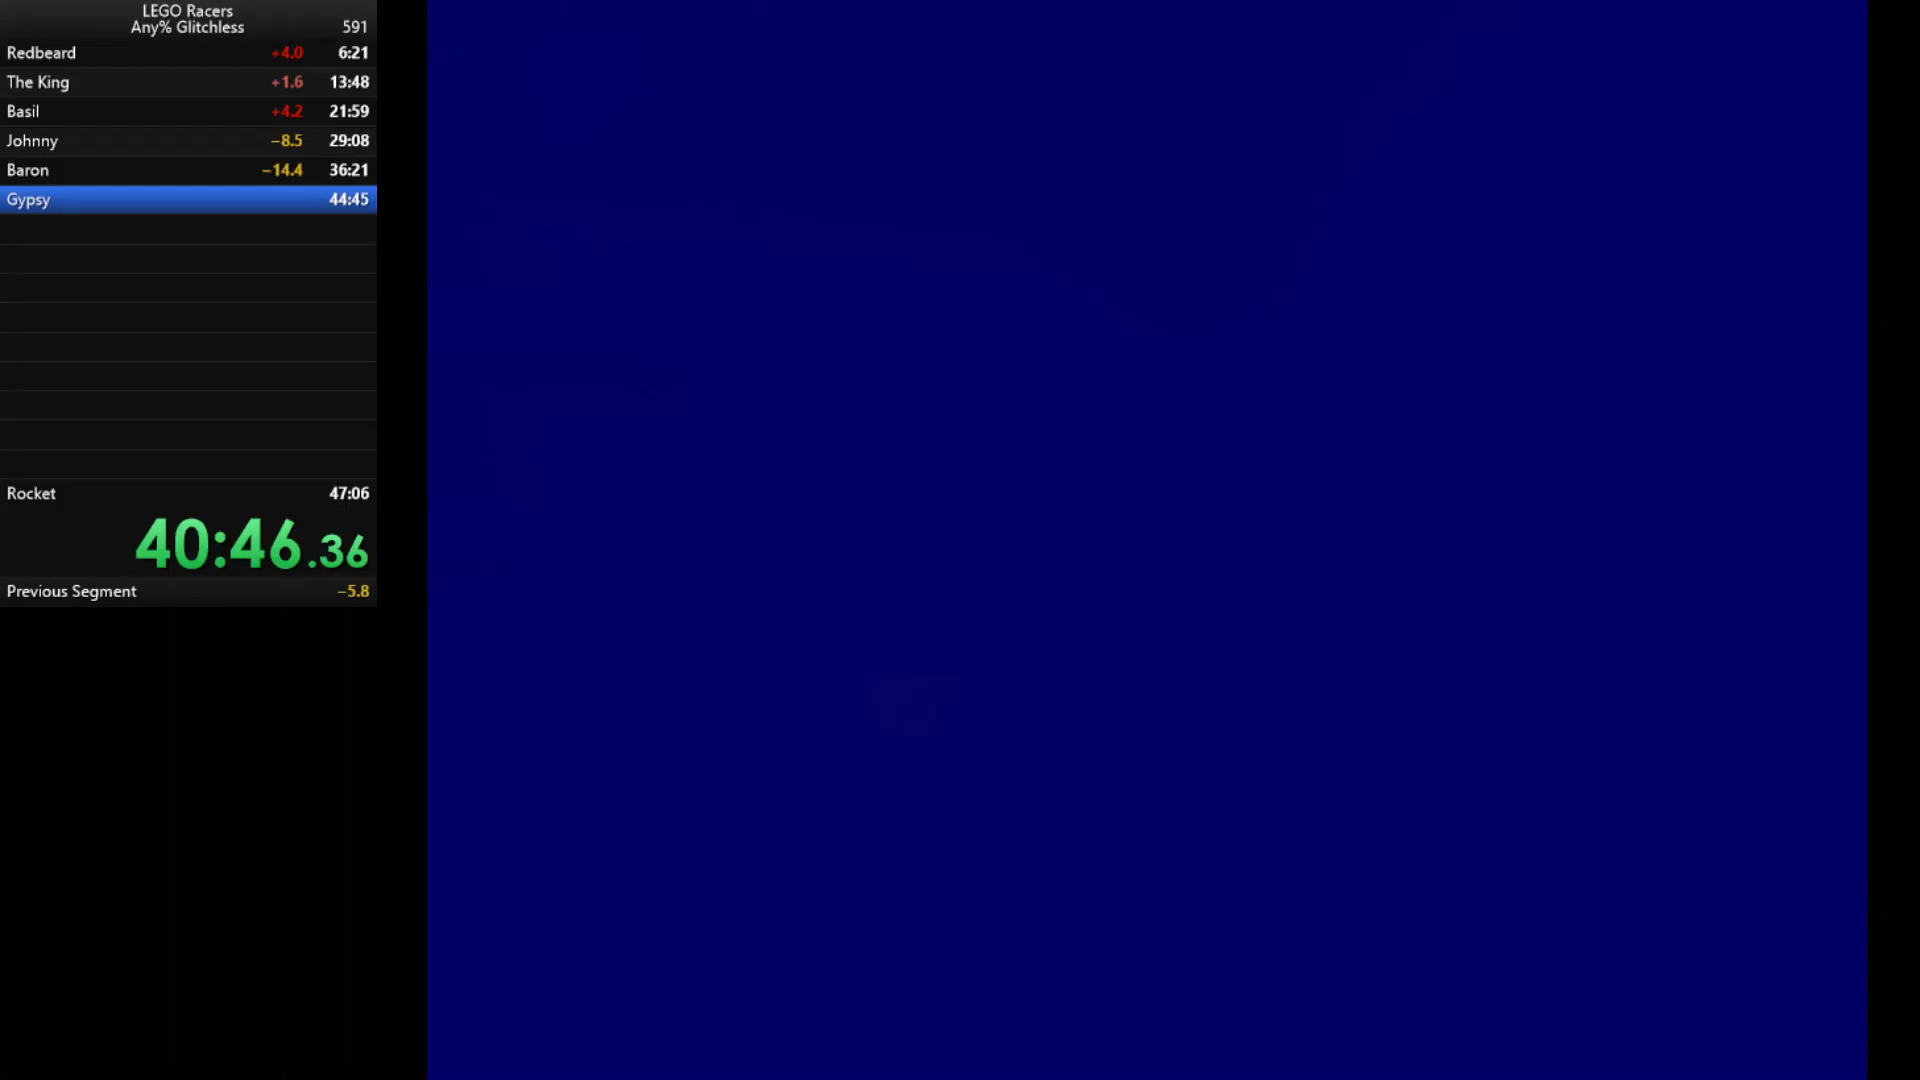 LEGO Racers
Any% Glitchless 591
Redbeard +4.0 6:21
The King +1.6 13:48
Basil +4.2 21:59
Johnny −8.5 29:08
Baron −14.4 36:21
Gypsy 44:45
Rocket 47:06
40:46.36
Previous Segment −5.8